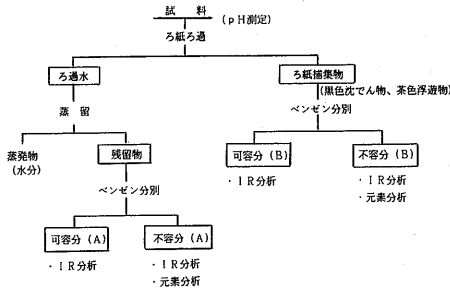 試料
(pH測定)
ろ紙ろ過
ろ過水
ろ紙捕集物
(黒色沈でん物、茶色浮遊物)
蒸留
ベンゼン分別
蒸発物
(水分)
残留物
可容分(B)
不容分(B)
・IR分析
・IR分析
・元素分析
ベンゼン分別
可容分(A)
不容分(A)
・IR分析
・IR分析
・元素分析